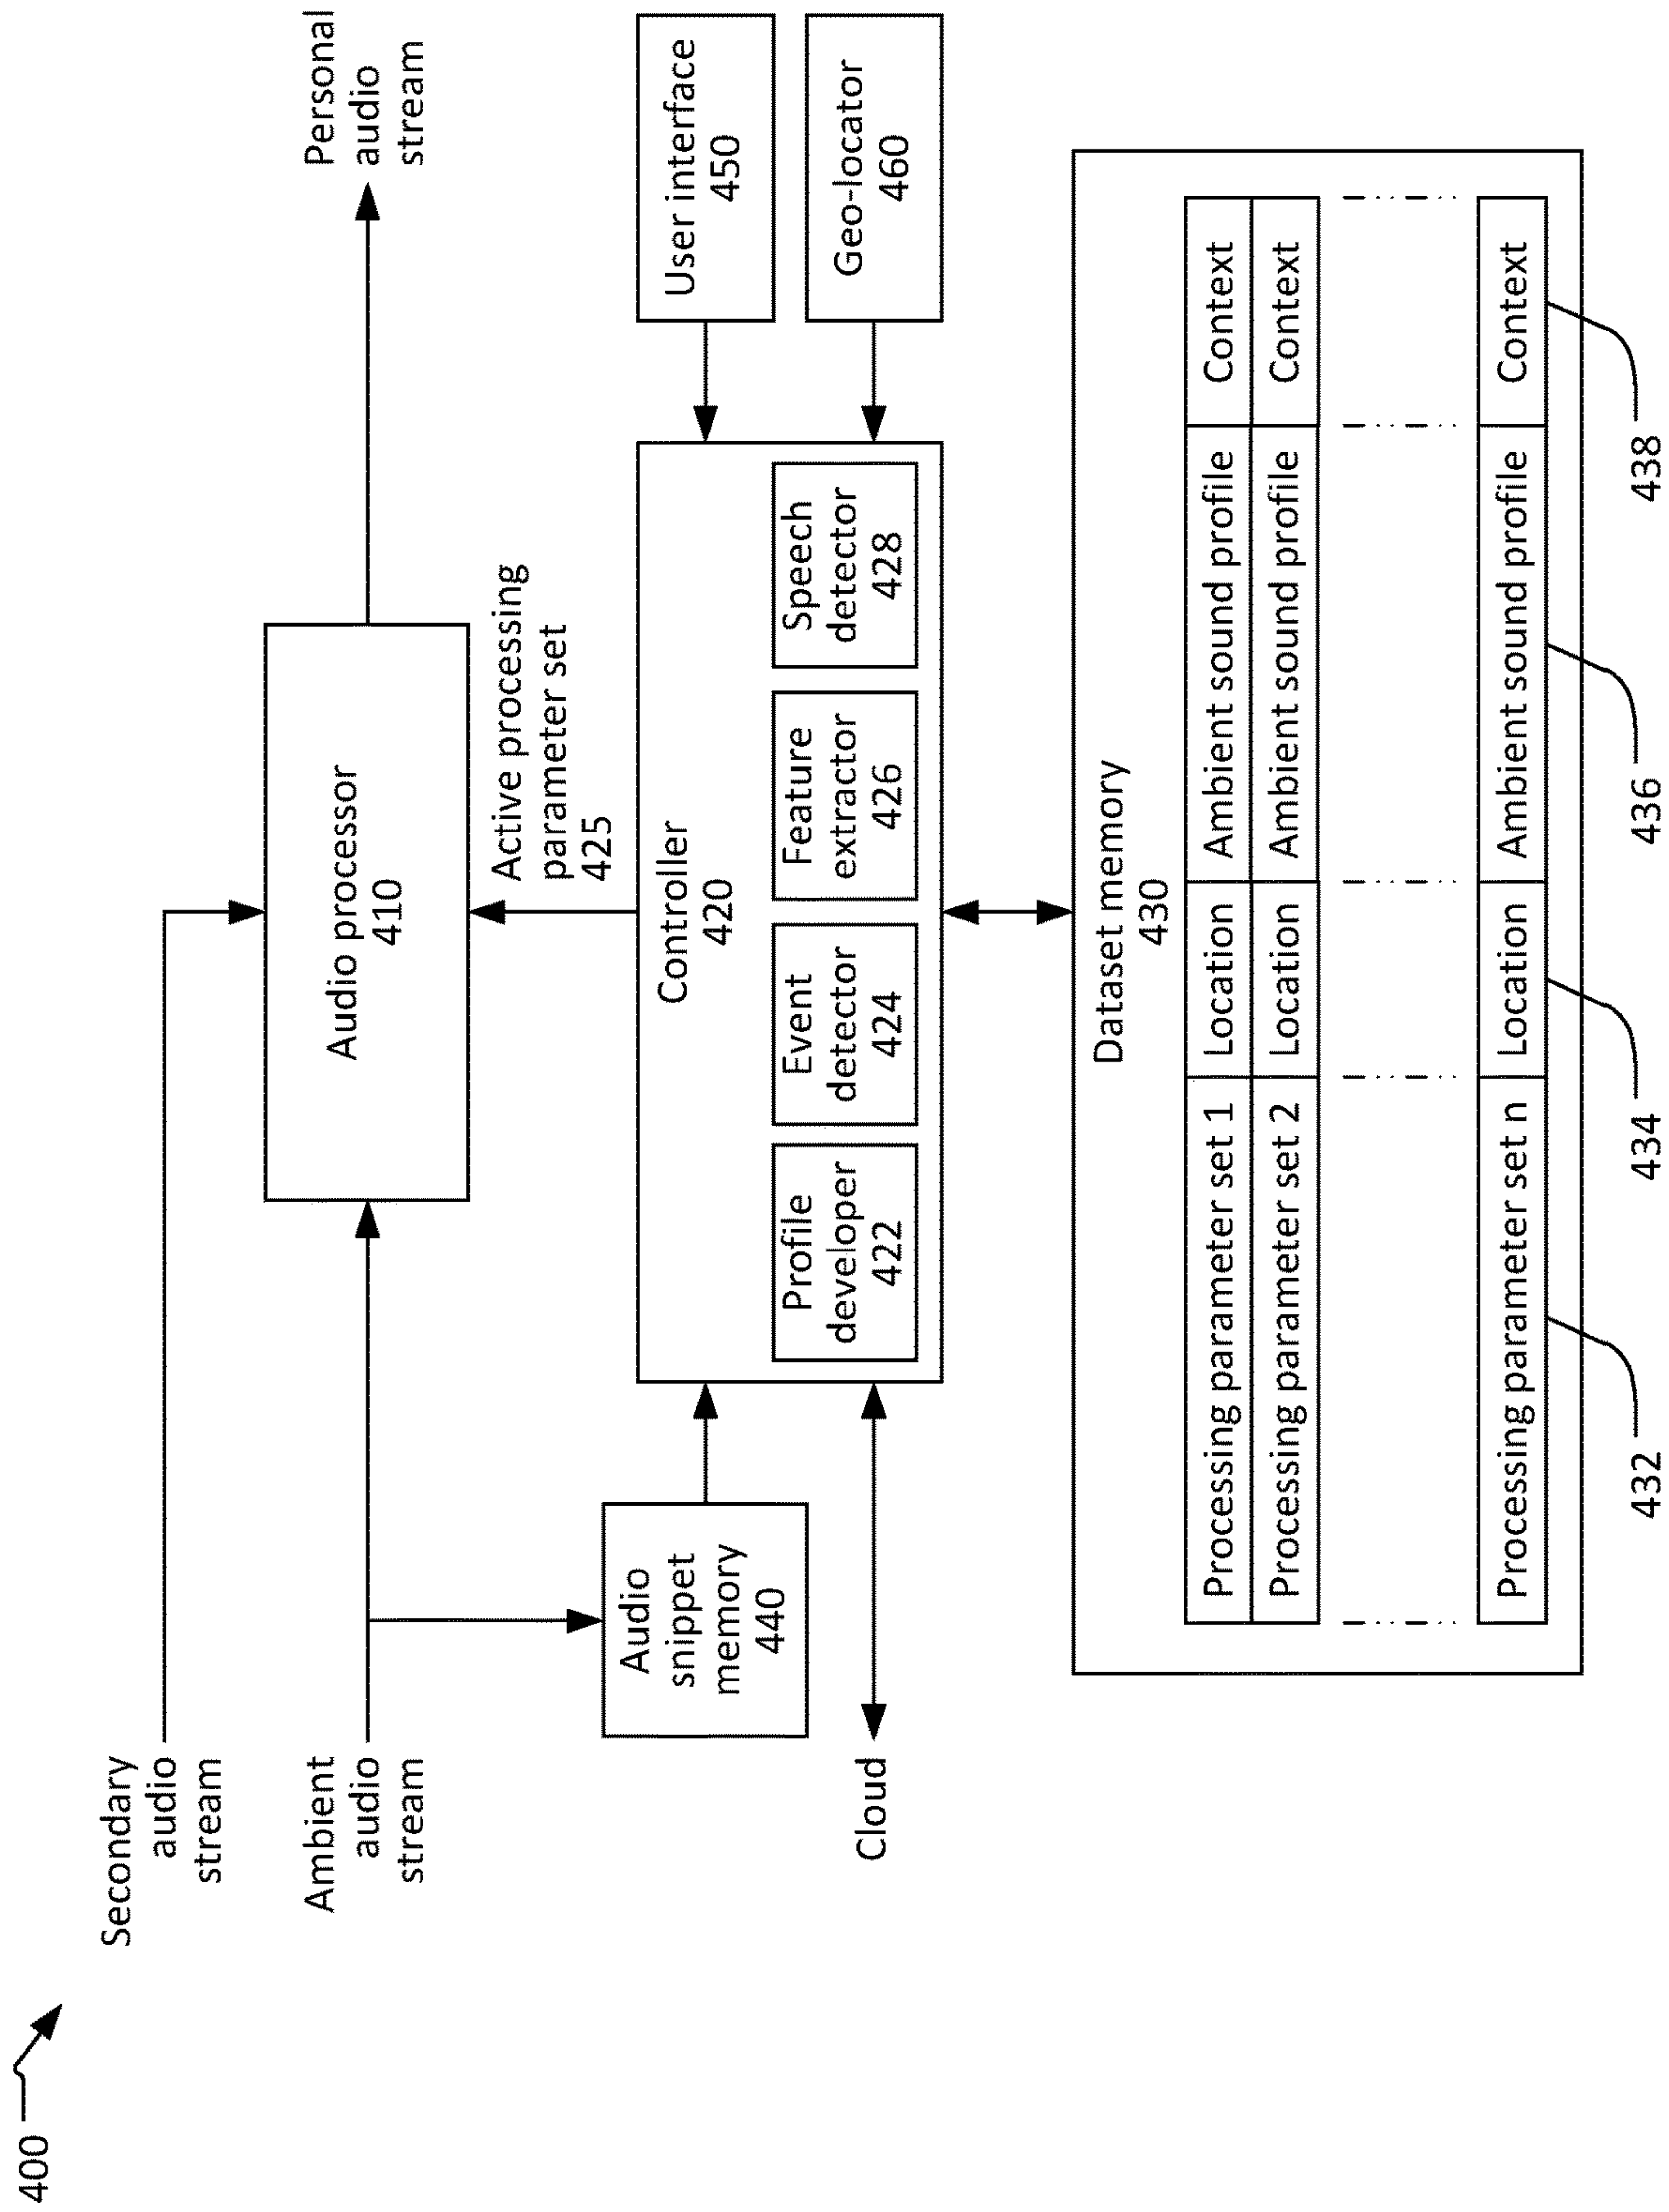 400
Secondary
audio
stream
Ambient
audio
stream
Personal
audio
stream
Audio processor
410
Active processing
parameter set
425
Audio
snippet
memory
440
Cloud
Controller
420
Profile
developer
422
Event
detector
424
Feature
extractor
426
Speech
detector
428
User interface
450
Geo-locator
460
Dataset memory
430
Processing parameter set 1 Location Ambient sound profile Context
Processing parameter set 2 Location Ambient sound profile Context
Processing parameter set n Location Ambient sound profile Context
432 434 436 438